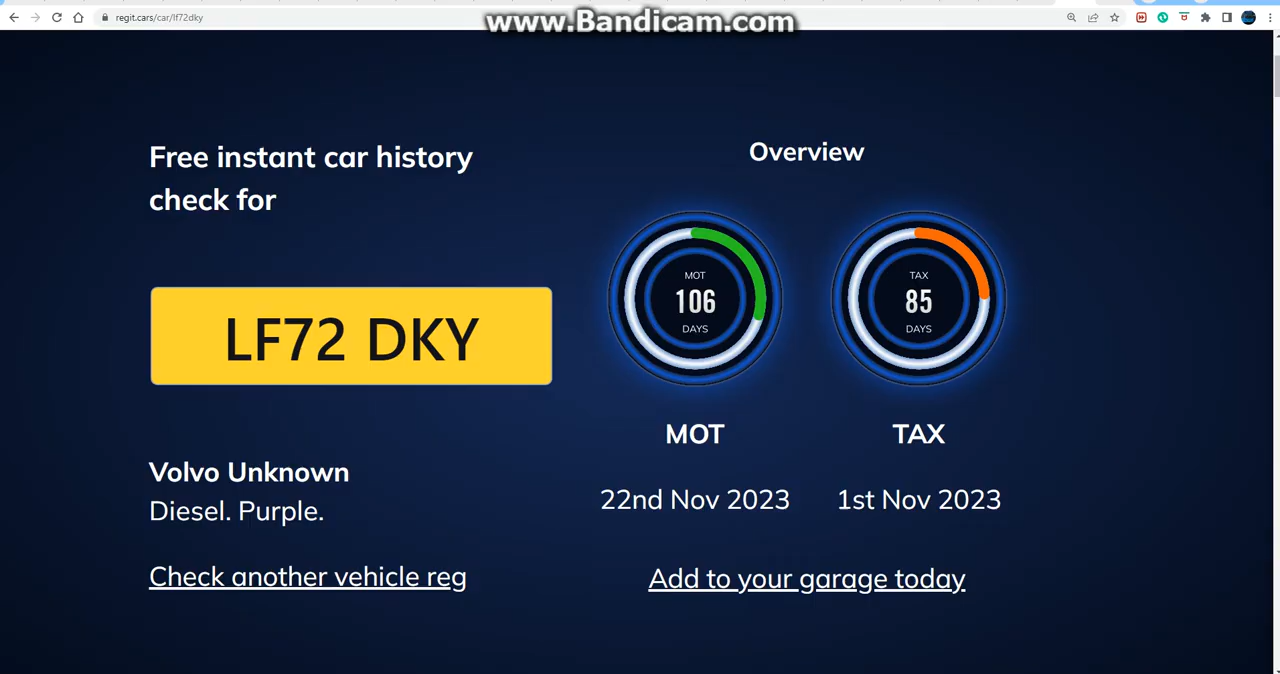 regit.cars/car/lf72dky
www.Bandicam.com
Free instant car history
check for
LF72 DKY
Volvo Unknown
Diesel. Purple.
Check another vehicle reg
Overview
MOT
106
DAYS
TAX
85
DAYS
MOT
TAX
22nd Nov 2023
1st Nov 2023
Add to your garage today